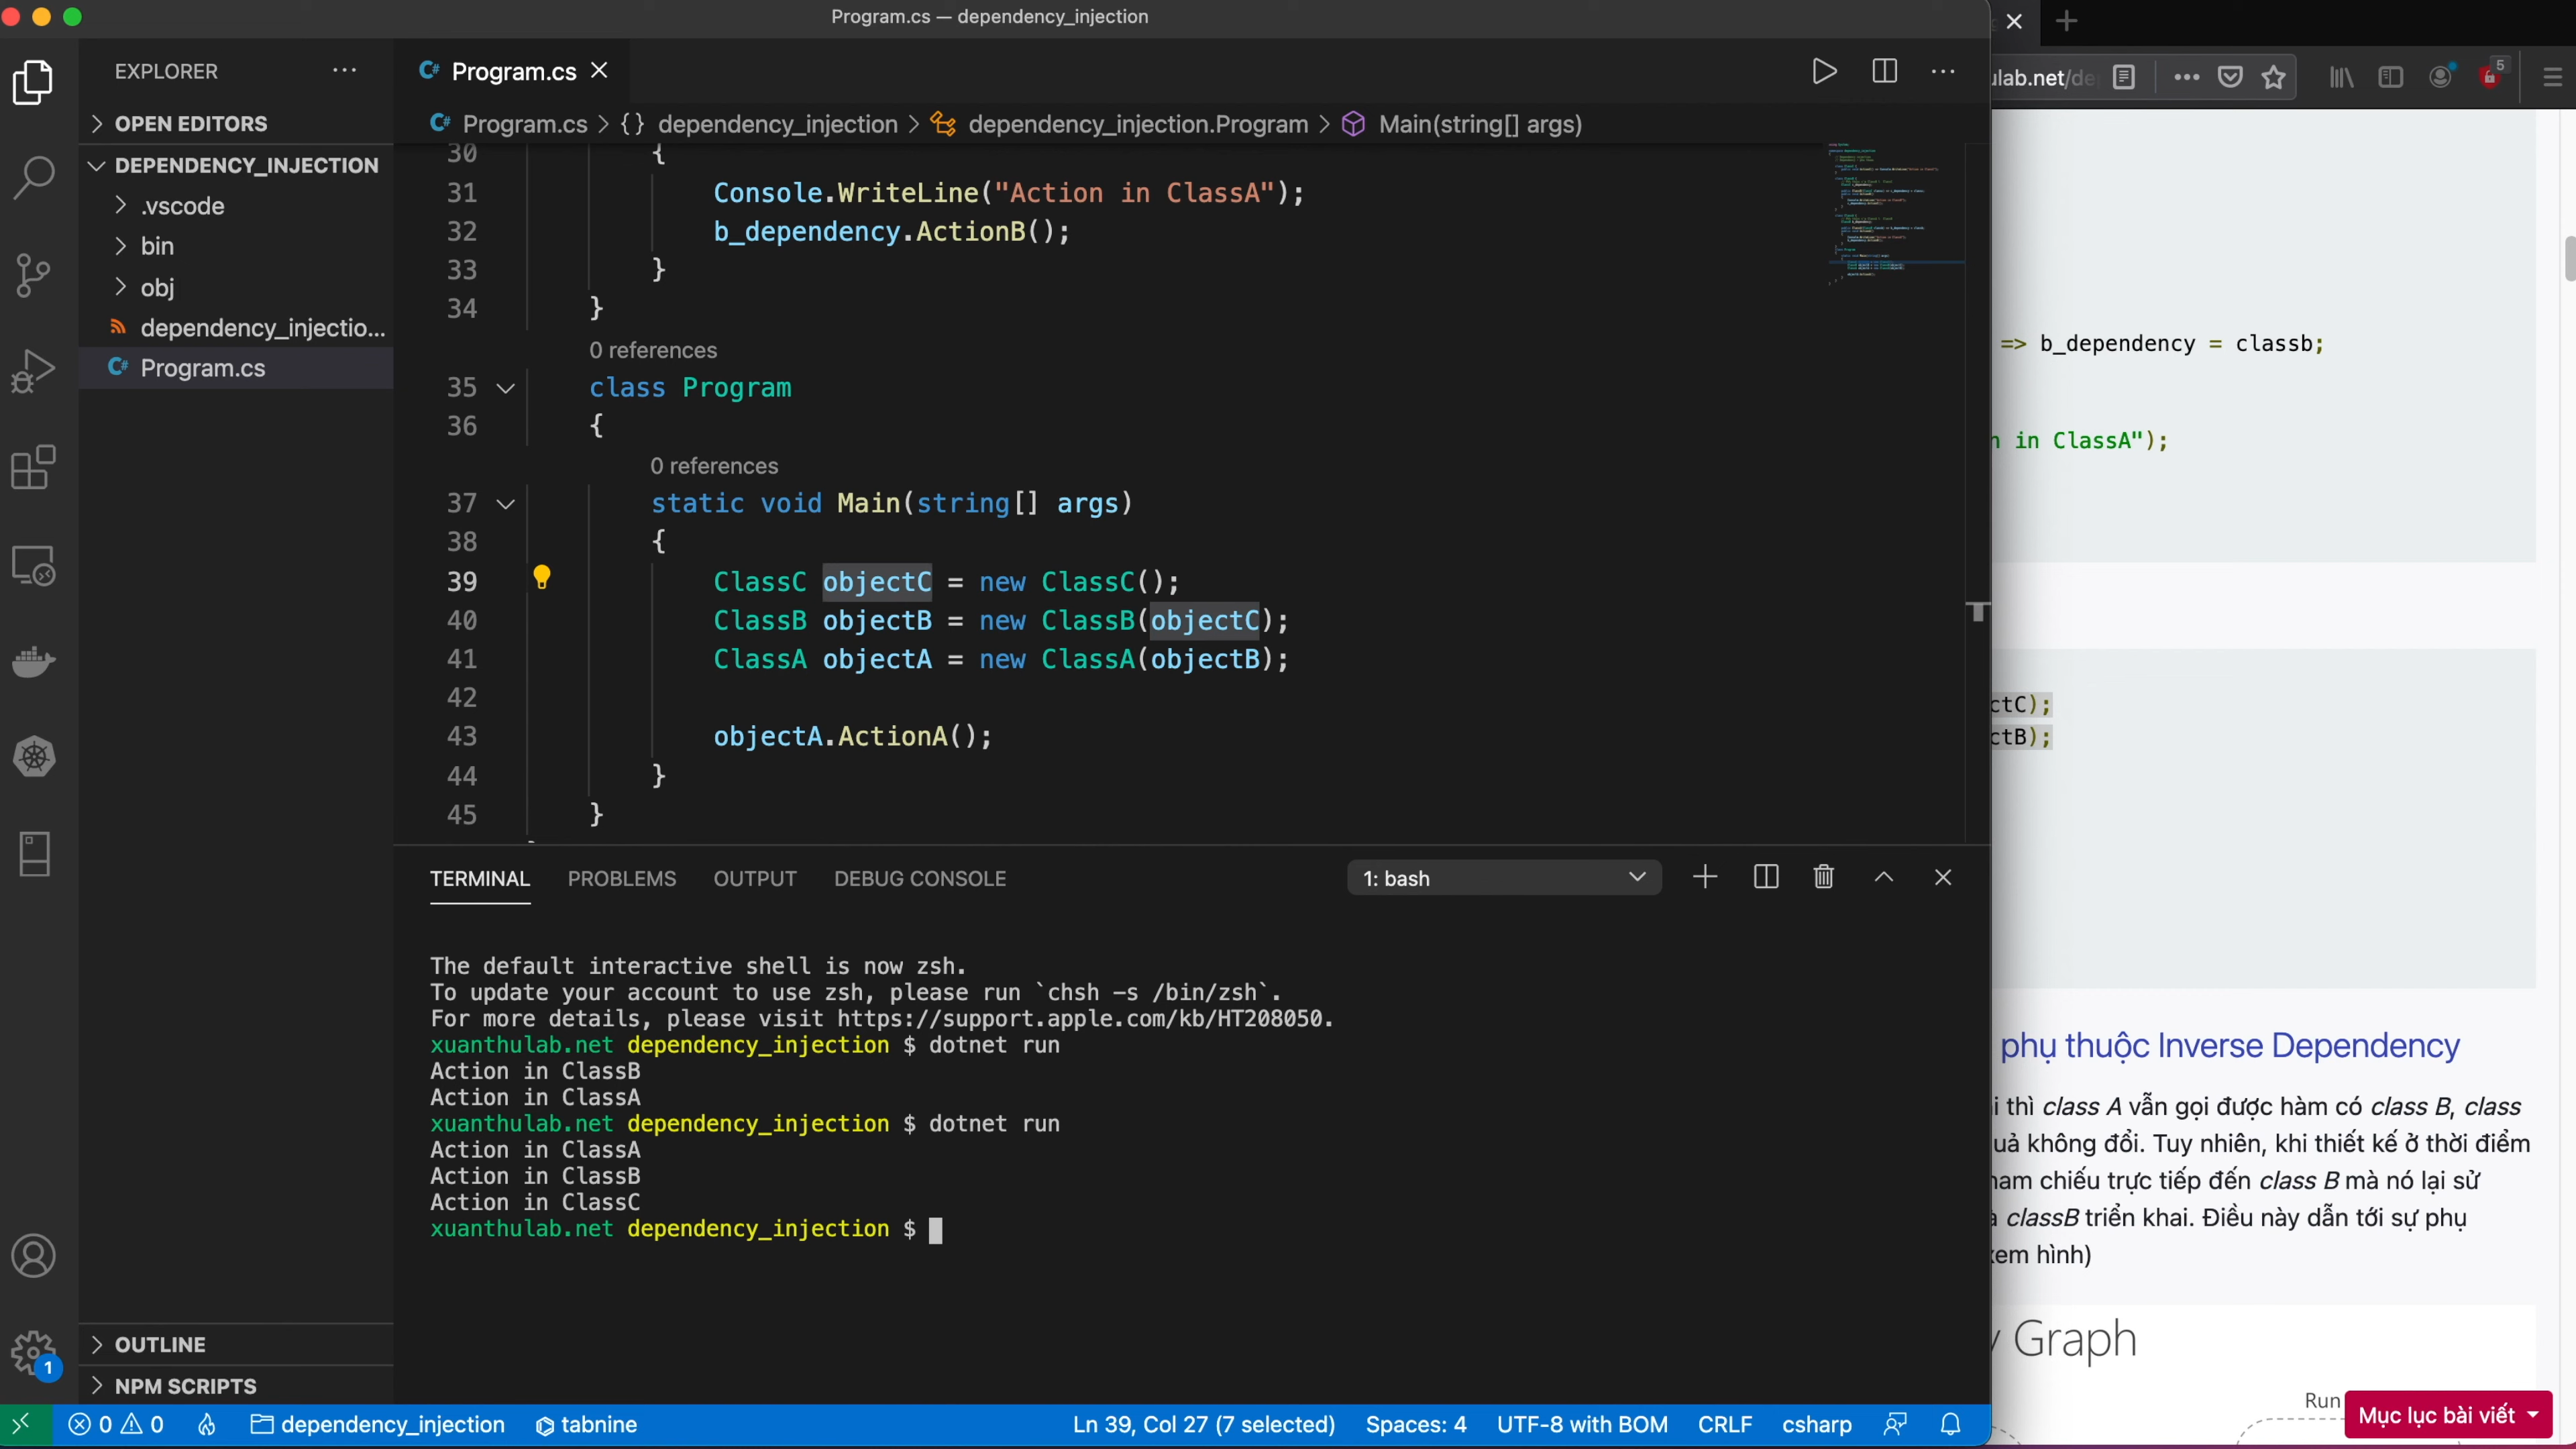 Program.cs — dependency_injection
EXPLORER
Program.cs
OPEN EDITORS
Program.cs > {} dependency_injection > dependency_injection.Program > Main(string[] args)
DEPENDENCY_INJECTION
.vscode
bin
obj
dependency_injectio...
Program.cs
30 {
31 Console.WriteLine("Action in ClassA");
32 b_dependency.ActionB();
33 }
34 }
0 references
35 class Program
36 {
0 references
37 static void Main(string[] args)
38 {
39 ClassC objectC = new ClassC();
40 ClassB objectB = new ClassB(objectC);
41 ClassA objectA = new ClassA(objectB);
42
43 objectA.ActionA();
44 }
45 }
TERMINAL PROBLEMS OUTPUT DEBUG CONSOLE
1: bash
The default interactive shell is now zsh.
To update your account to use zsh, please run `chsh -s /bin/zsh`.
For more details, please visit https://support.apple.com/kb/HT208050.
xuanthulab.net dependency_injection $ dotnet run
Action in ClassB
Action in ClassA
xuanthulab.net dependency_injection $ dotnet run
Action in ClassA
Action in ClassB
Action in ClassC
xuanthulab.net dependency_injection $
OUTLINE
NPM SCRIPTS
1
0 0 dependency_injection tabnine Ln 39, Col 27 (7 selected) Spaces: 4 UTF-8 with BOM CRLF csharp
ulab.net/de
5
=> b_dependency = classb;
n in ClassA");
ctC);
ctB);
phụ thuộc Inverse Dependency
i thì class A vẫn gọi được hàm có class B, class
uả không đổi. Tuy nhiên, khi thiết kế ở thời điểm
ham chiếu trực tiếp đến class B mà nó lại sử
classB triển khai. Điều này dẫn tới sự phụ
xem hình)
y Graph
Run
Mục lục bài viết